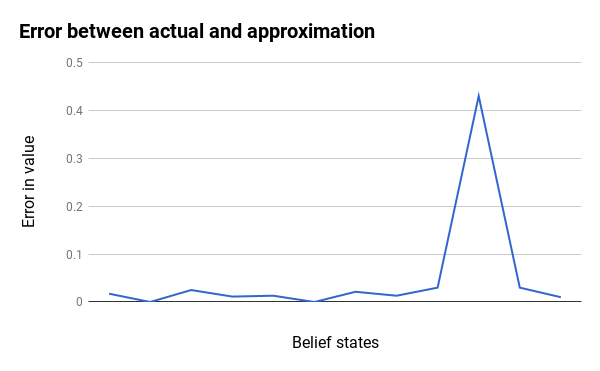 Error between actual and approximation
0.5
0.4
0.3
0.2
0.1
0
Error in value
Belief states